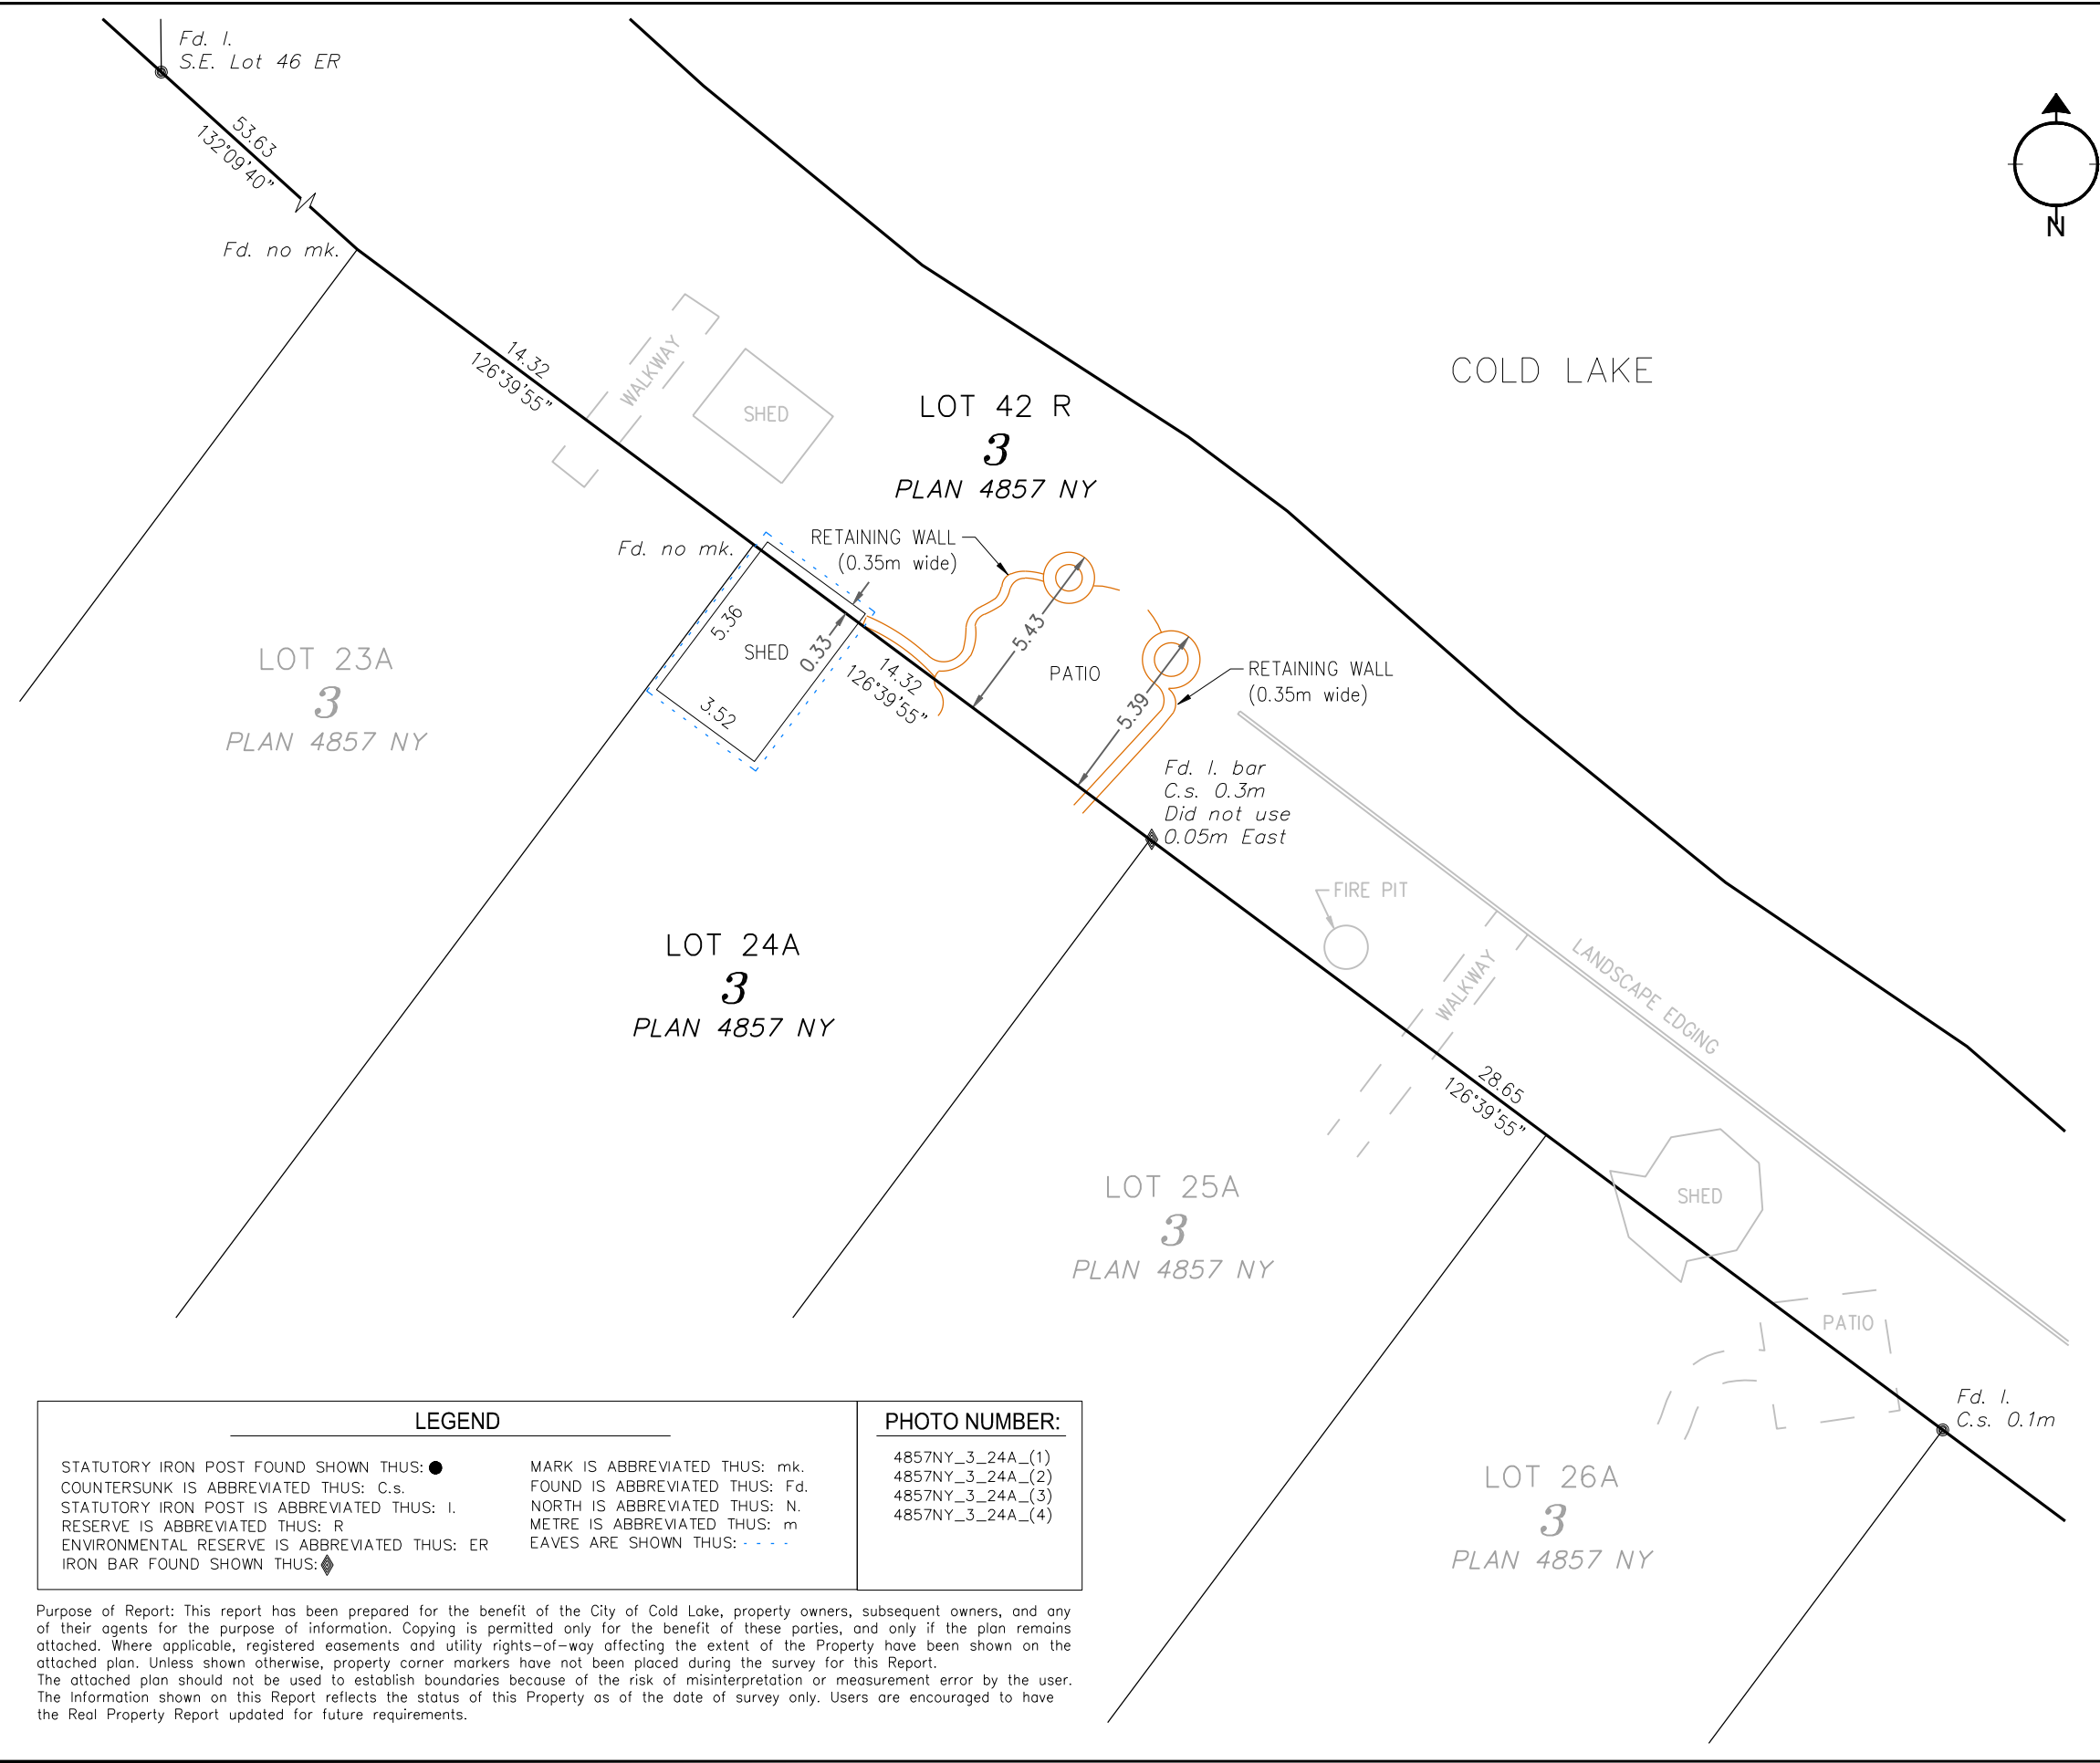 Fd. I.
S.E. Lot 46 ER
53.63
132°09'40"
N
Fd. no mk.
14.32
126°39'55"
WALKWAY
SHED
COLD LAKE
LOT 42 R
3
PLAN 4857 NY
Fd. no mk.
RETAINING WALL
(0.35m wide)
5.36
SHED
0.33
3.52
14.32
126°39'55"
5.43
PATIO
5.39
RETAINING WALL
(0.35m wide)
LOT 23A
3
PLAN 4857 NY
Fd. I. bar
C.s. 0.3m
Did not use
0.05m East
FIRE PIT
WALKWAY
LANDSCAPE EDGING
LOT 24A
3
PLAN 4857 NY
28.65
126°39'55"
LOT 25A
3
PLAN 4857 NY
SHED
PATIO
Fd. I.
C.s. 0.1m
LOT 26A
3
PLAN 4857 NY
LEGEND
STATUTORY IRON POST FOUND SHOWN THUS:
COUNTERSUNK IS ABBREVIATED THUS: C.s.
STATUTORY IRON POST IS ABBREVIATED THUS: I.
RESERVE IS ABBREVIATED THUS: R
ENVIRONMENTAL RESERVE IS ABBREVIATED THUS: ER
IRON BAR FOUND SHOWN THUS:
MARK IS ABBREVIATED THUS: mk.
FOUND IS ABBREVIATED THUS: Fd.
NORTH IS ABBREVIATED THUS: N.
METRE IS ABBREVIATED THUS: m
EAVES ARE SHOWN THUS: - - - -
PHOTO NUMBER:
4857NY_3_24A_(1)
4857NY_3_24A_(2)
4857NY_3_24A_(3)
4857NY_3_24A_(4)
Purpose of Report: This report has been prepared for the benefit of the City of Cold Lake, property owners, subsequent owners, and any
of their agents for the purpose of information. Copying is permitted only for the benefit of these parties, and only if the plan remains
attached. Where applicable, registered easements and utility rights-of-way affecting the extent of the Property have been shown on the
attached plan. Unless shown otherwise, property corner markers have not been placed during the survey for this Report.
The attached plan should not be used to establish boundaries because of the risk of misinterpretation or measurement error by the user.
The Information shown on this Report reflects the status of this Property as of the date of survey only. Users are encouraged to have
the Real Property Report updated for future requirements.